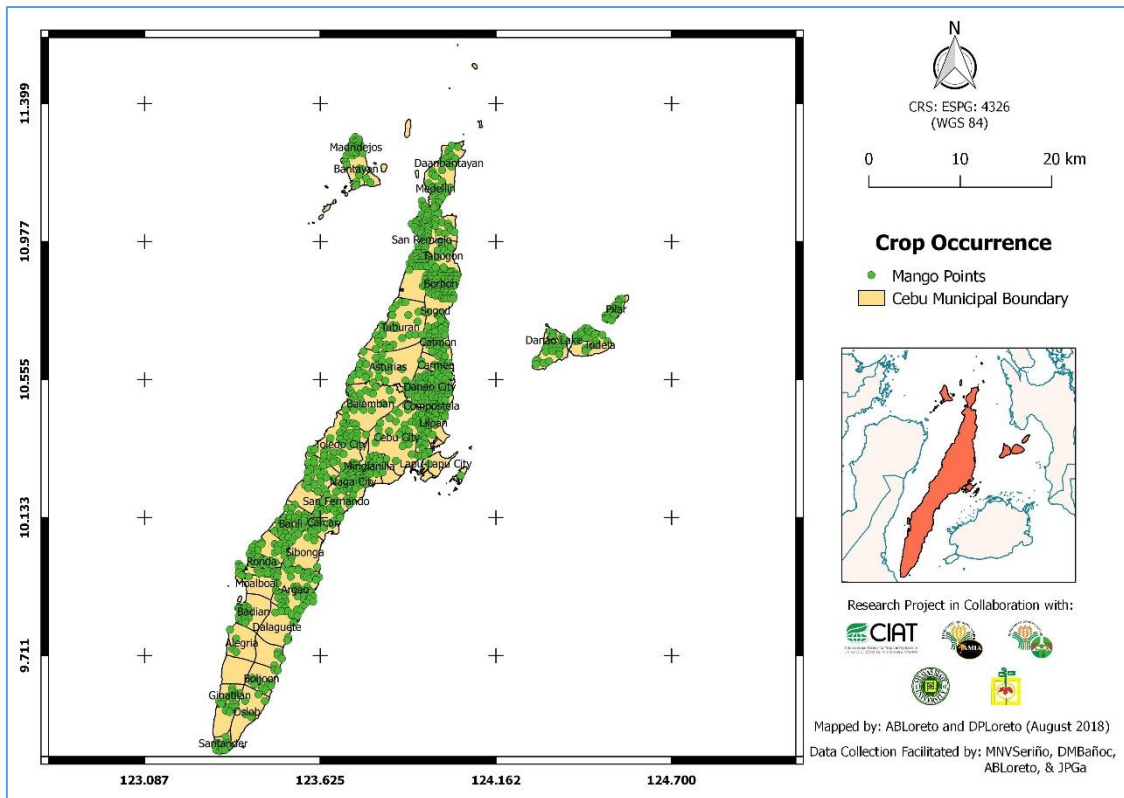 11.399
10.977
10.555
10.133
9.711
123.087
123.625
124.162
124.700
Madridejos
Bantayan
Daanbantayan
Medellin
San Remigio
Tabogon
Borbon
Sogod
Tuburan
Catmon
Carmen
Asturias
Danao City
Balamban
Compostela
Liloan
Cebu City
Toledo City
Minglanilla
Lapu-Lapu City
Naga City
San Fernando
Barili
Carcar
Sibonga
Ronda
Moalboal
Argao
Badian
Dalaguete
Alegria
Boljoon
Ginatilan
Oslob
Santander
Pilar
Danao Lake
Tudela
N
CRS: ESPG: 4326
(WGS 84)
0 10 20 km
Crop Occurrence
Mango Points
Cebu Municipal Boundary
Research Project in Collaboration with:
CIAT
AMIA
Mapped by: ABLoreto and DPLoreto (August 2018)
Data Collection Facilitated by: MNVSeriño, DMBañoc,
ABLoreto, & JPGa